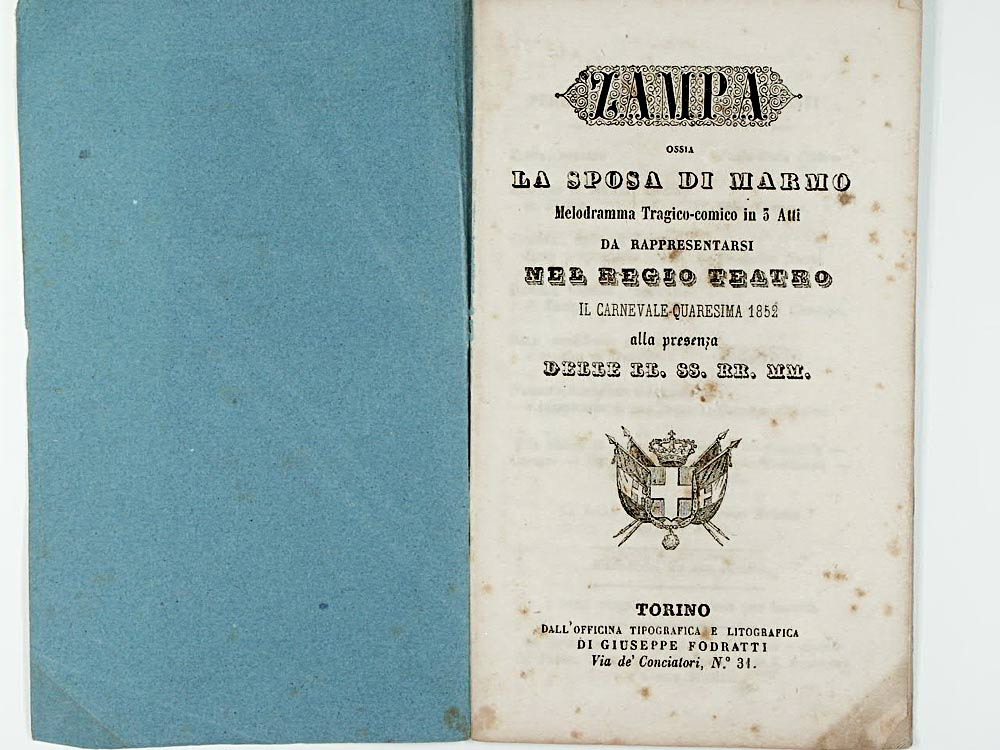 ZAMPA
OSSIA
LA SPOSA DI MARMO
Melodramma Tragico-comico in 3 Atti
DA RAPPRESENTARSI
NEL REGIO TEATRO
IL CARNEVALE-QUARESIMA 1852
alla presenza
DELLE LL. SS. RR. MM.
TORINO
DALL'OFFICINA TIPOGRAFICA E LITOGRAFICA
DI GIUSEPPE FODRATTI
Via de' Conciatori, N.° 31.